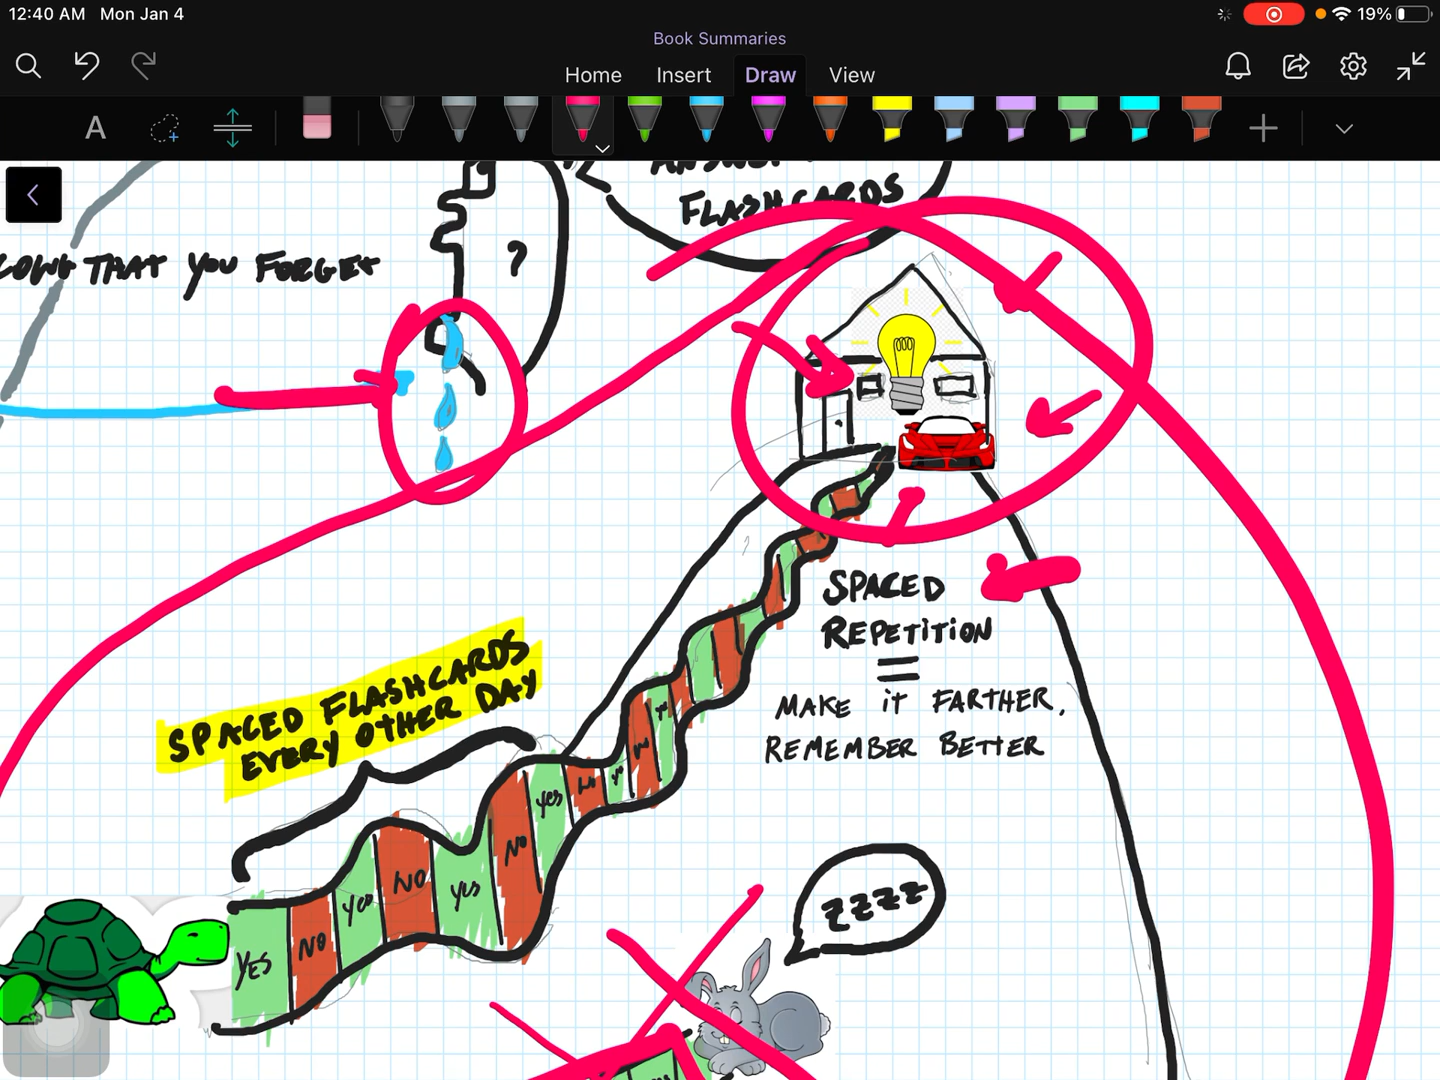 12:40 AM Mon Jan 4
19%
Book Summaries
Home Insert Draw View
A
FLASHCARDS
THAT YOU FORGET
?
SPACED
REPETITION
=
MAKE iT FARTHER,
REMEMBER BETTER
SPACED FLASHCARDS
EVERY OTHER DAY
YES
NO
YES
NO
YES
NO
YES
NO
ZZZZ